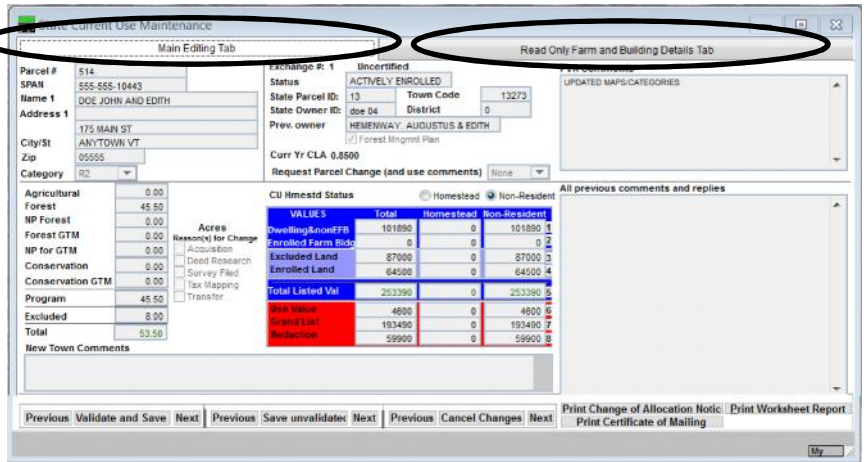 State Current Use Maintenance
Main Editing Tab
Read Only Farm and Building Details Tab
Parcel # 514
SPAN 555-555-10443
Name 1 DOE JOHN AND EDITH
Address 1
175 MAIN ST
City/St ANYTOWN VT
Zip 05555
Category R2
Exchange #: 1 Uncertified
Status ACTIVELY ENROLLED
State Parcel ID: 13 Town Code 13273
State Owner ID: doe 04 District 0
Prev. owner HEMENWAY, AUGUSTUS & EDITH
Forest Mngmnt Plan
Curr Yr CLA 0.8500
Request Parcel Change (and use comments) None
PVR Comments
UPDATED MAPS/CATEGORIES
Agricultural 0.00
Forest 45.50
NP Forest 0.00
Forest GTM 0.00
NP for GTM 0.00
Conservation 0.00
Conservation GTM 0.00
Program 45.50
Excluded 8.00
Total 53.50
Acres
Reason(s) for Change
Acquisition
Deed Research
Survey Filed
Tax Mapping
Transfer
CU Hmestd Status Homestead Non-Resident
VALUES Total Homestead Non-Resident
Dwelling&nonEFB 101890 0 101890 1
Enrolled Farm Bldg 0 0 0 2
Excluded Land 87000 0 87000 3
Enrolled Land 64500 0 64500 4
Total Listed Val 253390 0 253390 5
Use Value 4600 0 4600 6
Grand List 193490 0 193490 7
Reduction 59900 0 59900 8
All previous comments and replies
New Town Comments
Previous Validate and Save Next Previous Save unvalidated Next Previous Cancel Changes Next
Print Change of Allocation Notic Print Worksheet Report
Print Certificate of Mailing
My